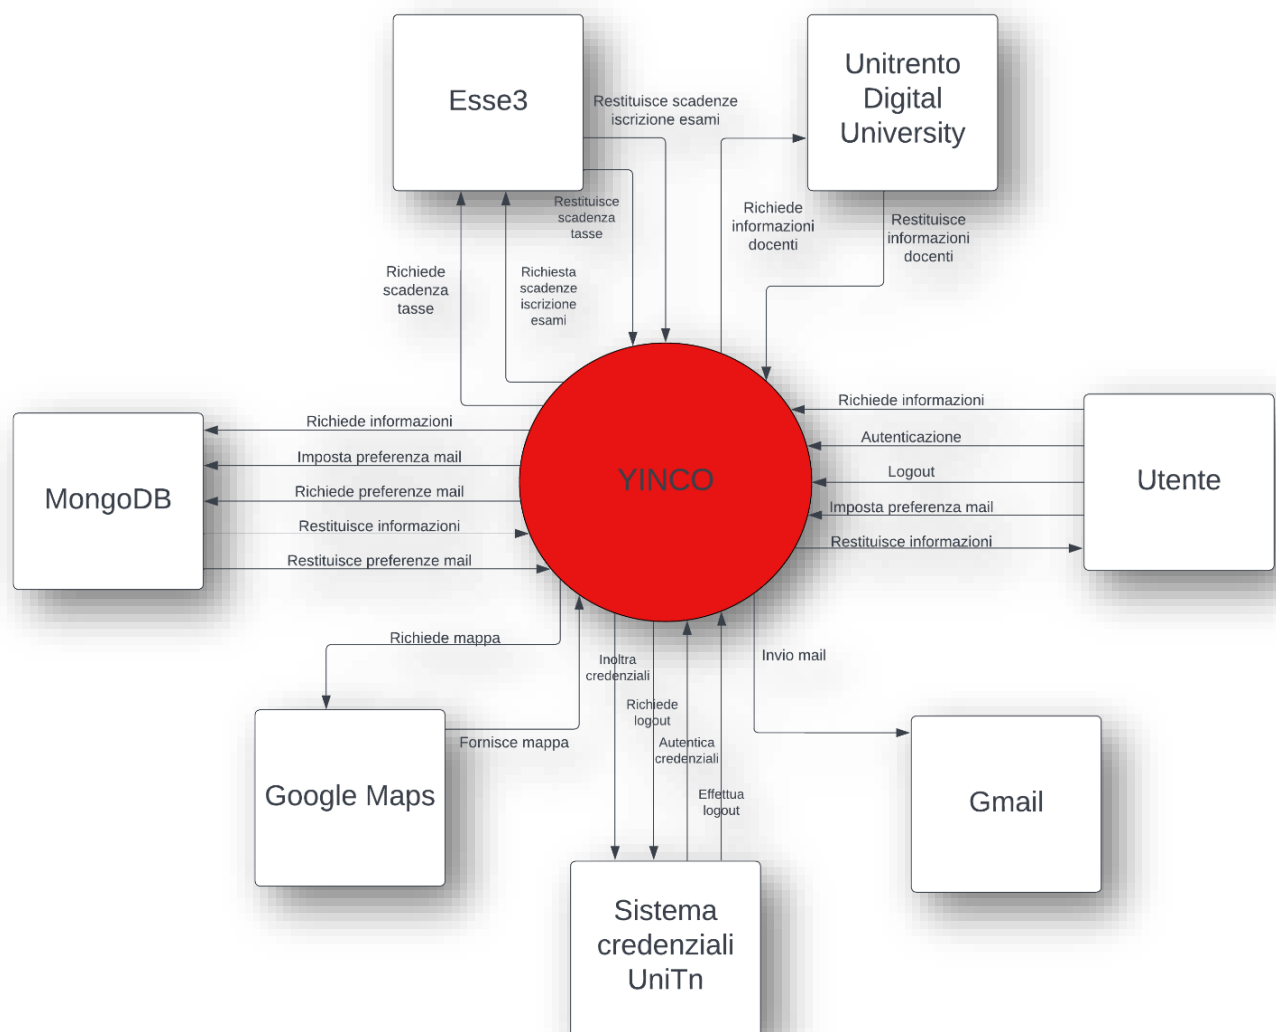 Esse3
Unitrento
Digital
University
Restituisce scadenze
iscrizione esami
Restituisce
scadenza
tasse
Richiede
informazioni
docenti
Restituisce
informazioni
docenti
Richiede
scadenza
tasse
Richiesta
scadenze
iscrizione
esami
MongoDB
Richiede informazioni
Imposta preferenza mail
Richiede preferenze mail
Restituisce informazioni
Restituisce preferenze mail
YINCO
Richiede informazioni
Autenticazione
Logout
Imposta preferenza mail
Restituisce informazioni
Utente
Richiede mappa
Fornisce mappa
Google Maps
Inoltra
credenziali
Richiede
logout
Autentica
credenziali
Effettua
logout
Invio mail
Gmail
Sistema
credenziali
UniTn